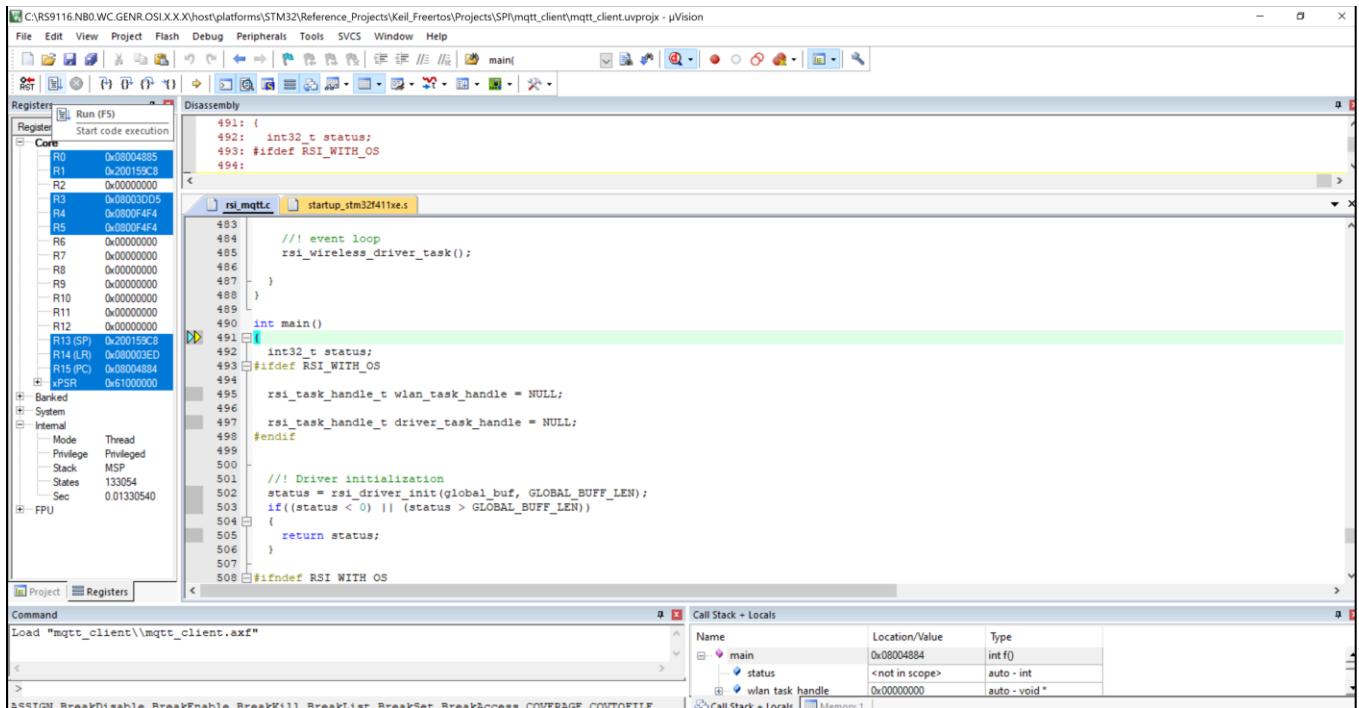 C:\RS9116.NB0.WC.GENR.OSI.X.X.X\host\platforms\STM32\Reference_Projects\Keil_Freertos\Projects\SPI\mqtt_client\mqtt_client.uvprojx - µVision
File Edit View Project Flash Debug Peripherals Tools SVCS Window Help
main(
RST
Registers
Disassembly
Run (F5)
Start code execution
Register
Core
R0 0x08004885
R1 0x200159C8
R2 0x00000000
R3 0x08003DD5
R4 0x0800F4F4
R5 0x0800F4F4
R6 0x00000000
R7 0x00000000
R8 0x00000000
R9 0x00000000
R10 0x00000000
R11 0x00000000
R12 0x00000000
R13 (SP) 0x200159C8
R14 (LR) 0x080003ED
R15 (PC) 0x08004884
xPSR 0x61000000
Banked
System
Internal
Mode Thread
Privilege Privileged
Stack MSP
States 133054
Sec 0.01330540
FPU
Project Registers
491: {
492: int32_t status;
493: #ifdef RSI_WITH_OS
494:
rsi_mqtt.c startup_stm32f411xe.s
483
484 //! event loop
485 rsi_wireless_driver_task();
486
487 }
488 }
489
490 int main()
491 {
492 int32_t status;
493 #ifdef RSI_WITH_OS
494
495 rsi_task_handle_t wlan_task_handle = NULL;
496
497 rsi_task_handle_t driver_task_handle = NULL;
498 #endif
499
500
501 //! Driver initialization
502 status = rsi_driver_init(global_buf, GLOBAL_BUFF_LEN);
503 if((status < 0) || (status > GLOBAL_BUFF_LEN))
504 {
505 return status;
506 }
507
508 #ifndef RSI_WITH_OS
Command
Load "mqtt_client\\mqtt_client.axf"
>
ASSIGN BreakDisable BreakEnable BreakKill BreakList BreakSet BreakAccess COVERAGE COVTOFILE
Call Stack + Locals
Name Location/Value Type
main 0x08004884 int f()
status <not in scope> auto - int
wlan_task_handle 0x00000000 auto - void *
Call Stack + Locals Memory 1